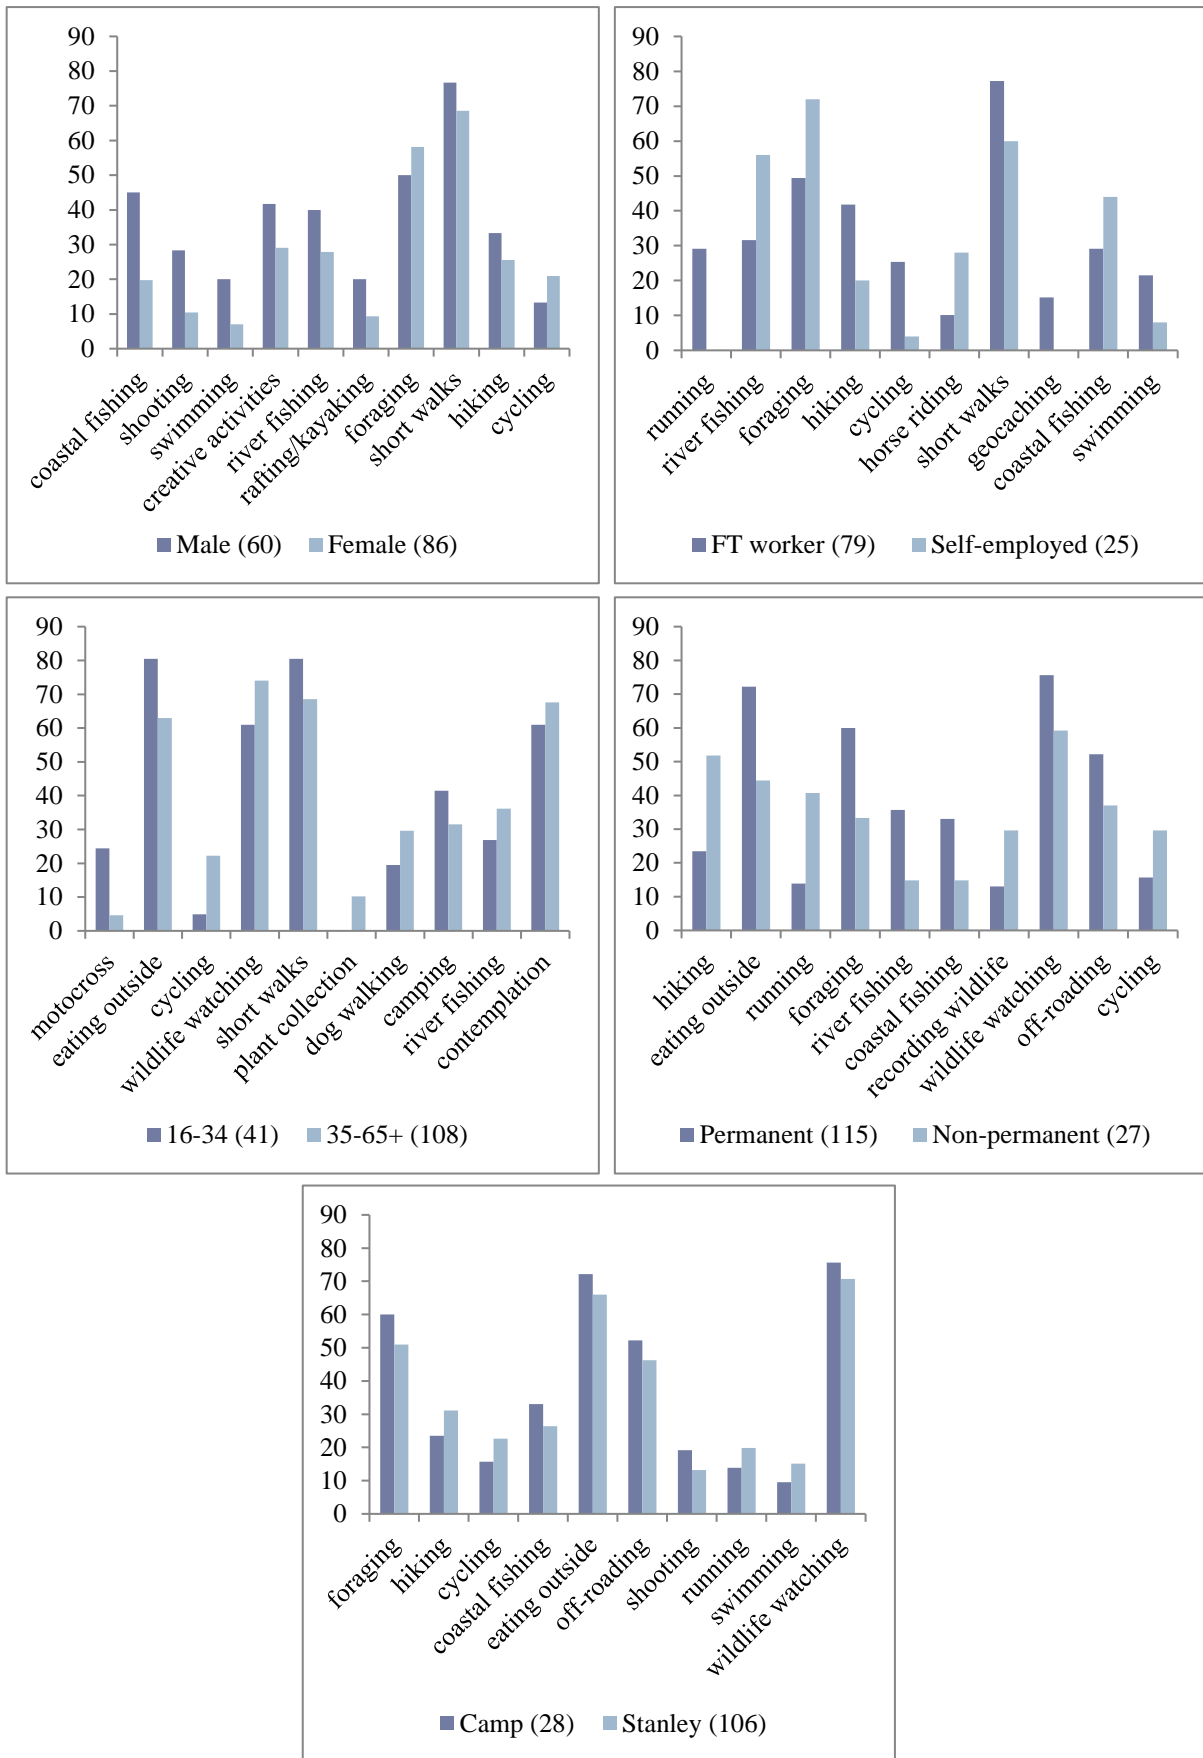 90
80
70
60
50
40
30
20
10
0
coastal fishing
shooting
swimming
creative activities
river fishing
rafting/kayaking
foraging
short walks
hiking
cycling
Male (60) Female (86)
90
80
70
60
50
40
30
20
10
0
running
river fishing
foraging
hiking
cycling
horse riding
short walks
geocaching
coastal fishing
swimming
FT worker (79) Self-employed (25)
90
80
70
60
50
40
30
20
10
0
motocross
eating outside
cycling
wildlife watching
short walks
plant collection
dog walking
camping
river fishing
contemplation
16-34 (41) 35-65+ (108)
90
80
70
60
50
40
30
20
10
0
hiking
eating outside
running
foraging
river fishing
coastal fishing
recording wildlife
wildlife watching
off-roading
cycling
Permanent (115) Non-permanent (27)
90
80
70
60
50
40
30
20
10
0
foraging
hiking
cycling
coastal fishing
eating outside
off-roading
shooting
running
swimming
wildlife watching
Camp (28) Stanley (106)